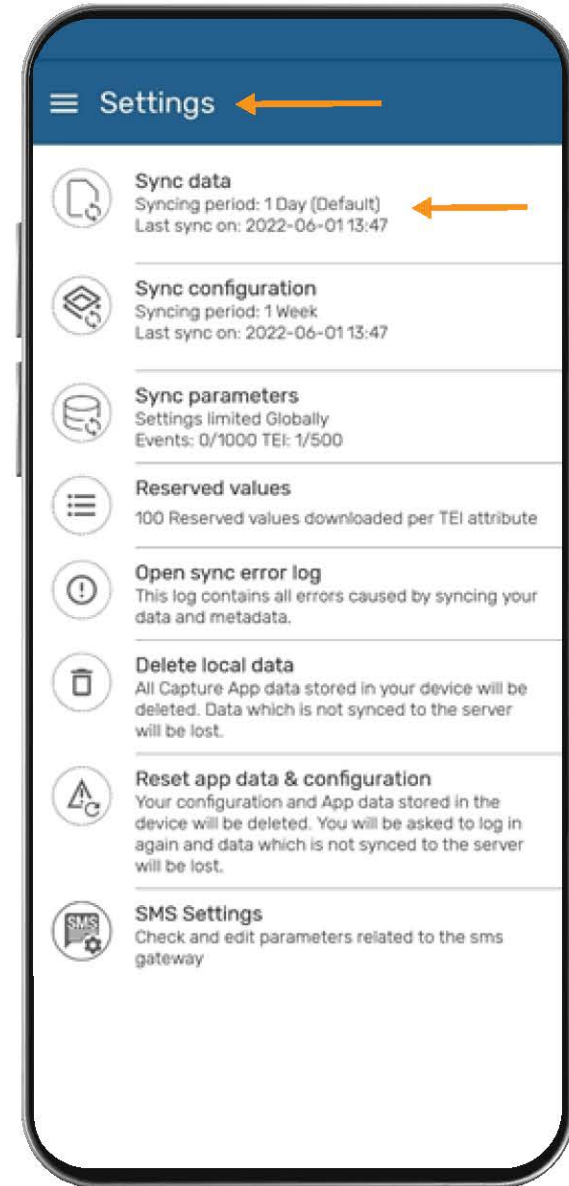 Settings
Sync data
Syncing period: 1 Day (Default)
Last sync on: 2022-06-01 13:47
Sync configuration
Syncing period: 1 Week
Last sync on: 2022-06-01 13:47
Sync parameters
Settings limited Globally
Events: 0/1000 TEI: 1/500
Reserved values
100 Reserved values downloaded per TEI attribute
Open sync error log
This log contains all errors caused by syncing your
data and metadata.
Delete local data
All Capture App data stored in your device will be
deleted. Data which is not synced to the server
will be lost.
Reset app data & configuration
Your configuration and App data stored in the
device will be deleted. You will be asked to log in
again and data which is not synced to the server
will be lost.
SMS
SMS Settings
Check and edit parameters related to the sms
gateway